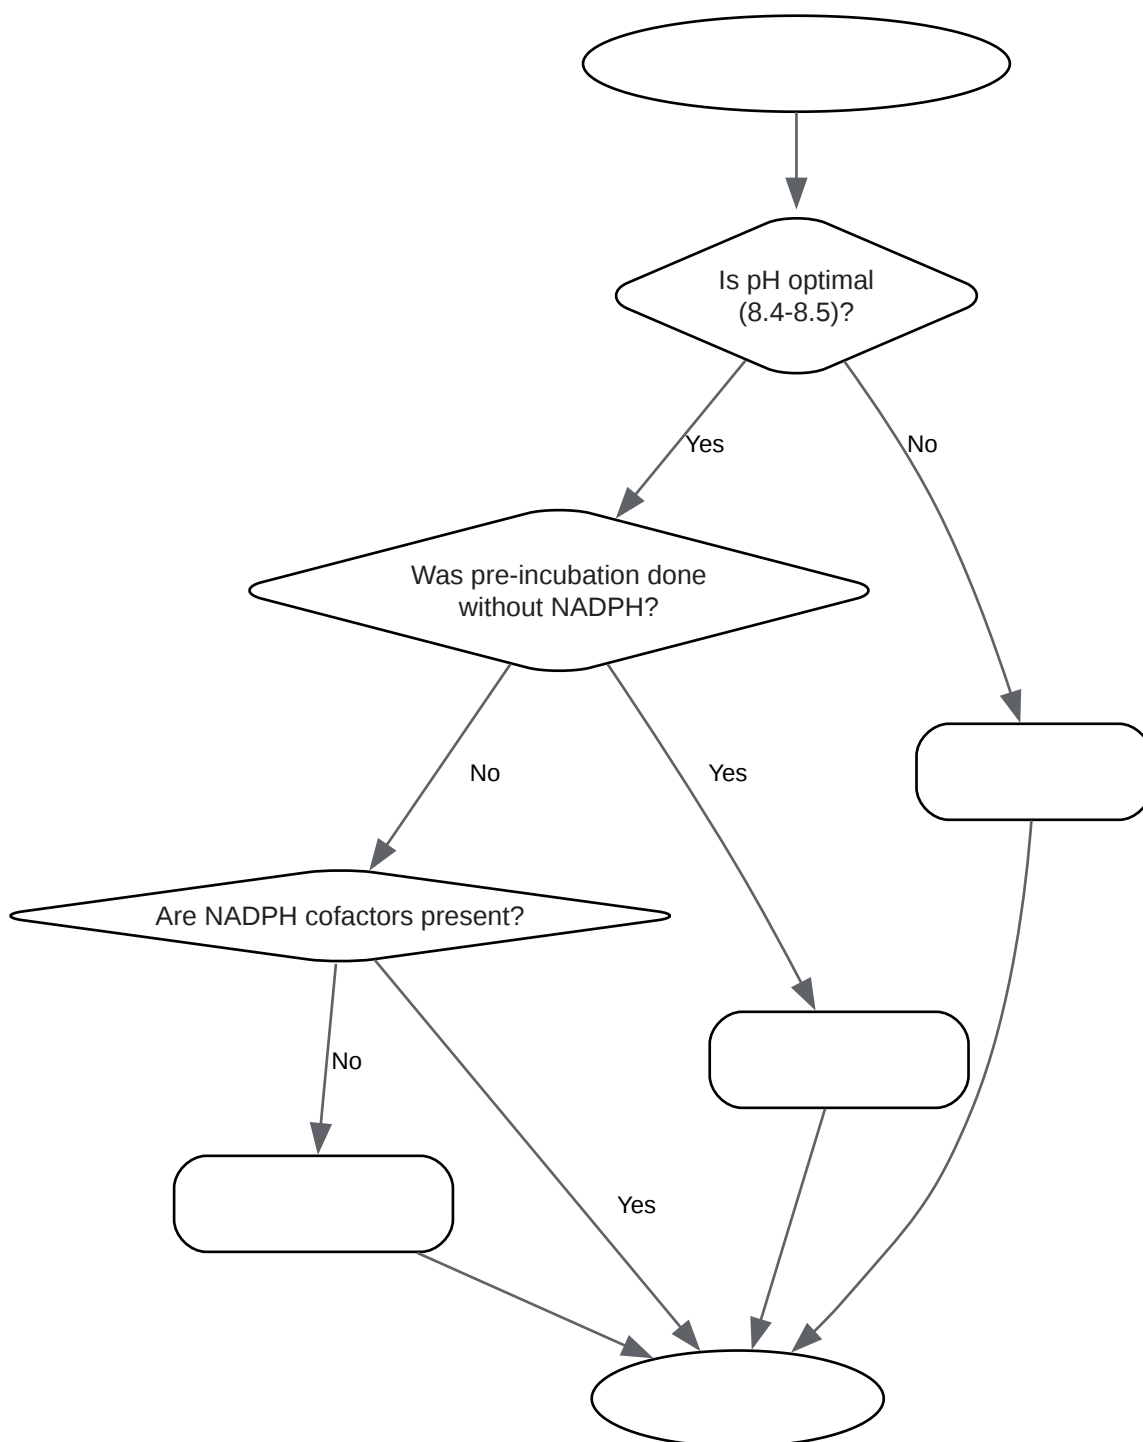 Is pH optimal
(8.4-8.5)?
Yes
No
Was pre-incubation done
without NADPH?
No
Yes
Are NADPH cofactors present?
No
Yes